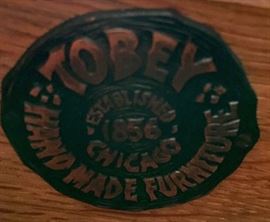 TOBEY
ESTABLISHED
1856
CHICAGO
HAND MADE FURNITURE